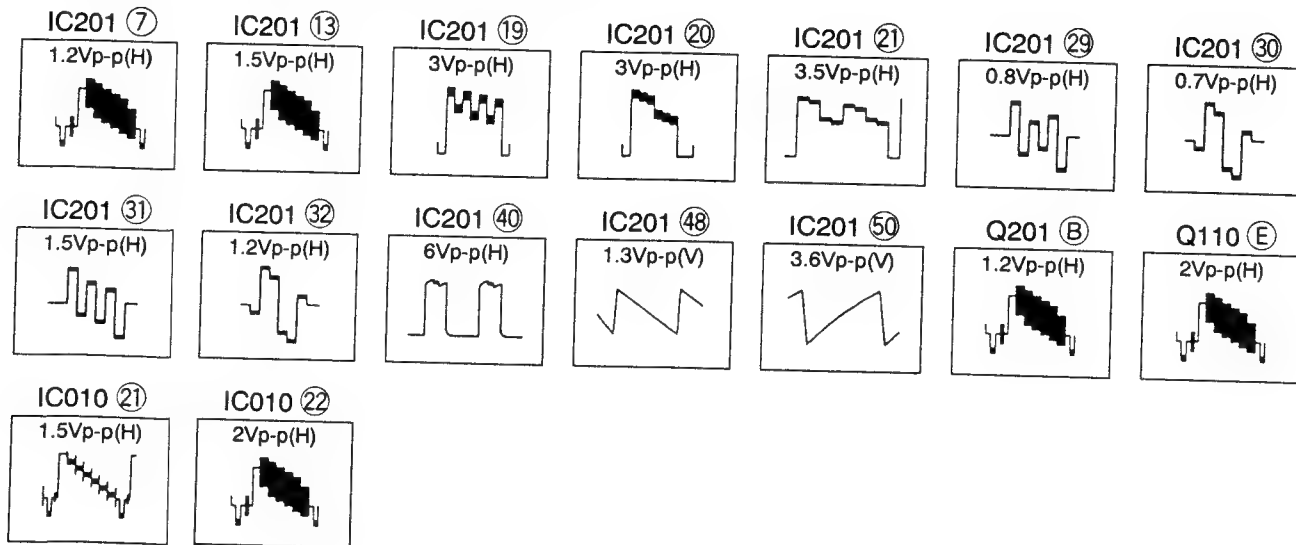 IC201 ⑦
1.2Vp-p(H)
IC201 ⑬
1.5Vp-p(H)
IC201 ⑲
3Vp-p(H)
IC201 ⑳
3Vp-p(H)
IC201 ㉑
3.5Vp-p(H)
IC201 ㉙
0.8Vp-p(H)
IC201 ㉚
0.7Vp-p(H)
IC201 ㉛
1.5Vp-p(H)
IC201 ㉜
1.2Vp-p(H)
IC201 ㊵
6Vp-p(H)
IC201 ㊽
1.3Vp-p(V)
IC201 ㊿
3.6Vp-p(V)
Q201 Ⓑ
1.2Vp-p(H)
Q110 Ⓔ
2Vp-p(H)
IC010 ㉑
1.5Vp-p(H)
IC010 ㉒
2Vp-p(H)